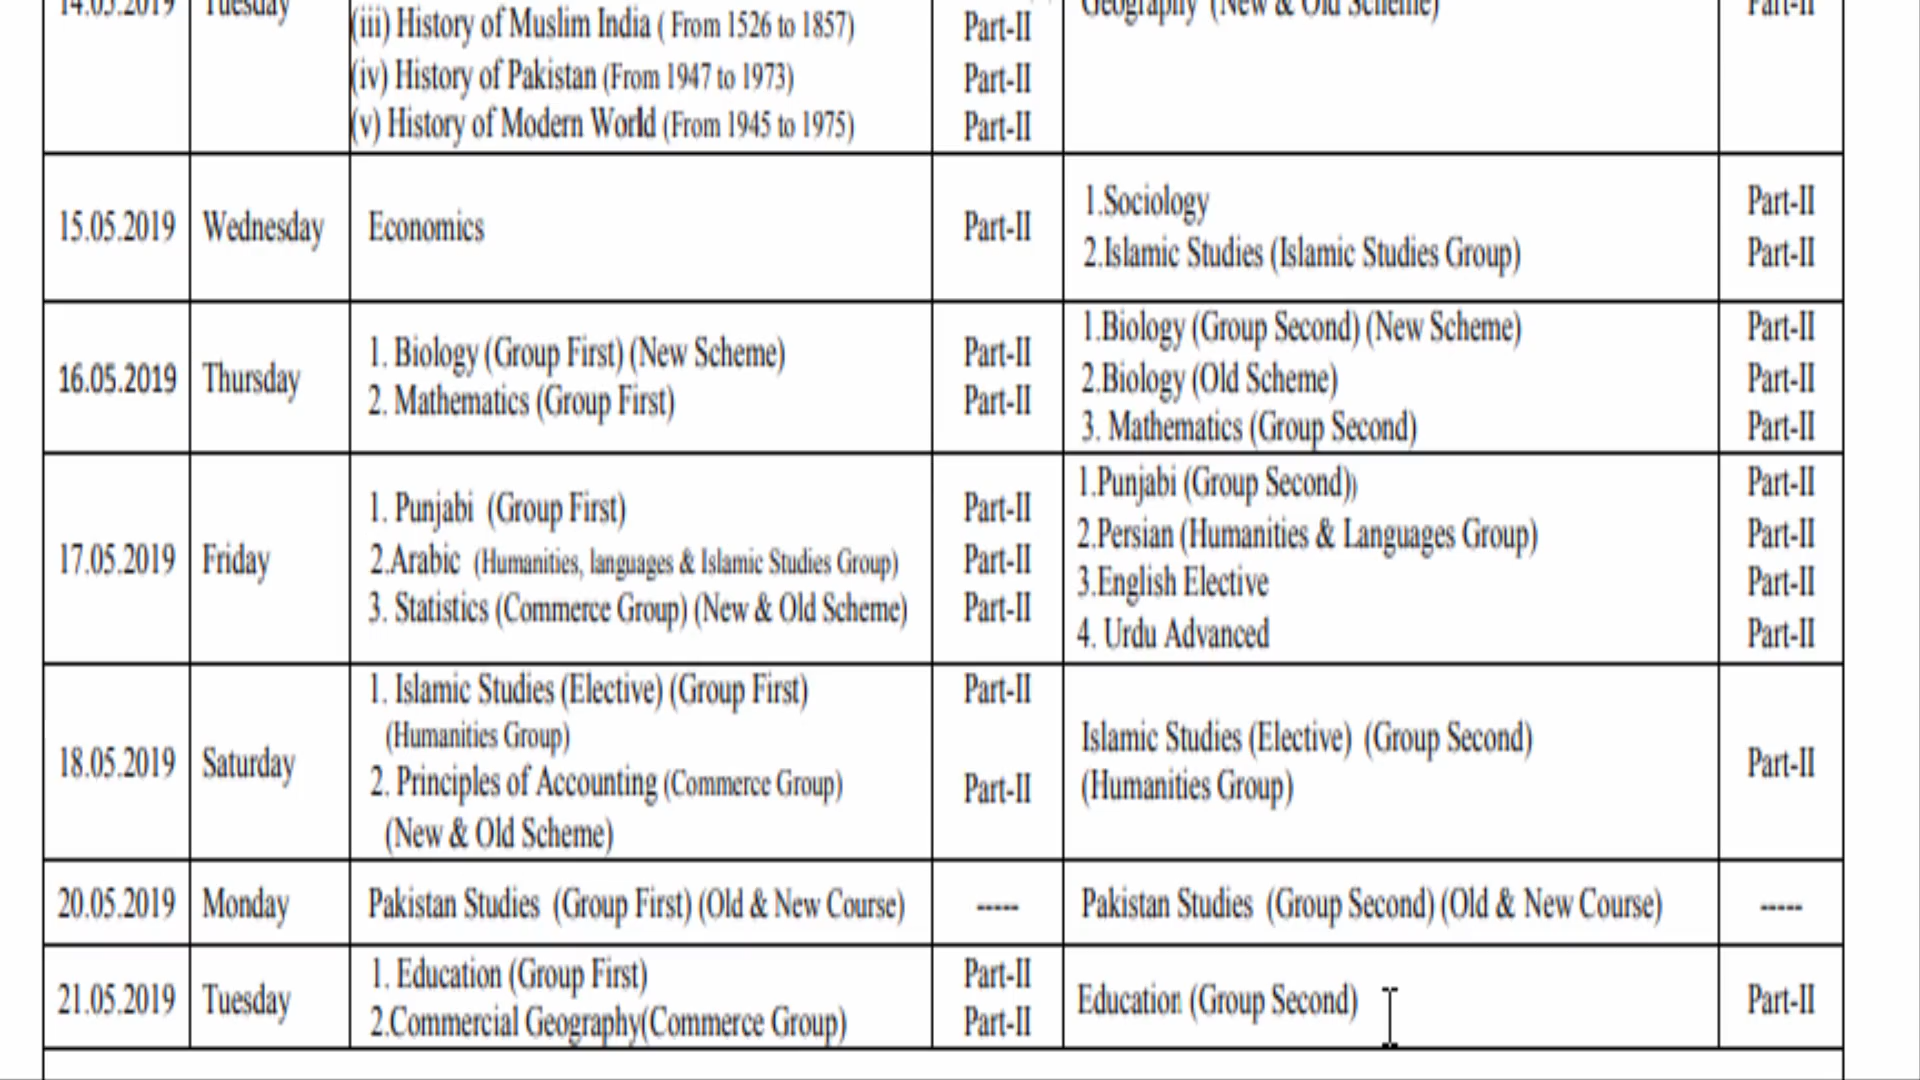 14.05.2019 Tuesday Geography (New & Old Scheme) Part-II
(iii) History of Muslim India ( From 1526 to 1857) Part-II
(iv) History of Pakistan (From 1947 to 1973) Part-II
(v) History of Modern World (From 1945 to 1975) Part-II
15.05.2019 Wednesday Economics Part-II
1.Sociology Part-II
2.Islamic Studies (Islamic Studies Group) Part-II
16.05.2019 Thursday
1. Biology (Group First) (New Scheme) Part-II
2. Mathematics (Group First) Part-II
1.Biology (Group Second) (New Scheme) Part-II
2.Biology (Old Scheme) Part-II
3. Mathematics (Group Second) Part-II
17.05.2019 Friday
1. Punjabi (Group First) Part-II
2.Arabic (Humanities, languages & Islamic Studies Group) Part-II
3. Statistics (Commerce Group) (New & Old Scheme) Part-II
1.Punjabi (Group Second)) Part-II
2.Persian (Humanities & Languages Group) Part-II
3.English Elective Part-II
4. Urdu Advanced Part-II
18.05.2019 Saturday
1. Islamic Studies (Elective) (Group First) Part-II
(Humanities Group)
2. Principles of Accounting (Commerce Group) Part-II
(New & Old Scheme)
Islamic Studies (Elective) (Group Second)
(Humanities Group) Part-II
20.05.2019 Monday Pakistan Studies (Group First) (Old & New Course) ----- Pakistan Studies (Group Second) (Old & New Course) -----
21.05.2019 Tuesday
1. Education (Group First) Part-II
2.Commercial Geography(Commerce Group) Part-II
Education (Group Second) Part-II